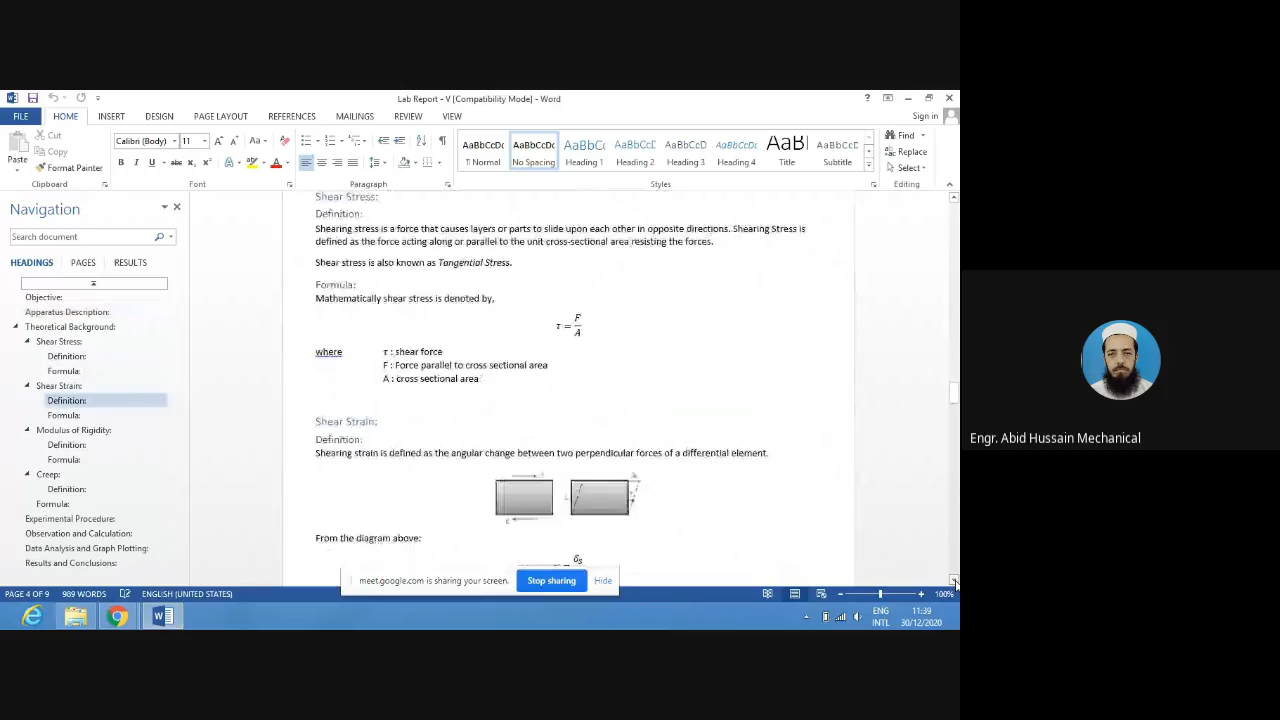 Lab Report - V [Compatibility Mode] - Word
FILE HOME INSERT DESIGN PAGE LAYOUT REFERENCES MAILINGS REVIEW VIEW Sign in
Paste Cut Copy Format Painter
Calibri (Body) 11
AaBbCcDc AaBbCcDc AaBbCc AaBbCcD AaBbCcD AaBbCcD AaBl AaBbCcD
¶ Normal No Spacing Heading 1 Heading 2 Heading 3 Heading 4 Title Subtitle
Find Replace Select
Clipboard Font Paragraph Styles Editing
Navigation
Search document
HEADINGS PAGES RESULTS
Objective:
Apparatus Description:
Theoretical Background:
Shear Stress:
Definition:
Formula:
Shear Strain:
Definition:
Formula:
Modulus of Rigidity:
Definition:
Formula:
Creep:
Definition:
Formula:
Experimental Procedure:
Observation and Calculation:
Data Analysis and Graph Plotting:
Results and Conclusions:
Shear Stress:
Definition:
Shearing stress is a force that causes layers or parts to slide upon each other in opposite directions. Shearing Stress is
defined as the force acting along or parallel to the unit cross-sectional area resisting the forces.
Shear stress is also known as Tangential Stress.
Formula:
Mathematically shear stress is denoted by,
τ = F/A
where τ : shear force
F : Force parallel to cross sectional area
A : cross sectional area
Shear Strain:
Definition:
Shearing strain is defined as the angular change between two perpendicular forces of a differential element.
From the diagram above:
δs
meet.google.com is sharing your screen. Stop sharing Hide
PAGE 4 OF 9 989 WORDS ENGLISH (UNITED STATES) 100%
ENG 11:39
INTL 30/12/2020
Engr. Abid Hussain Mechanical